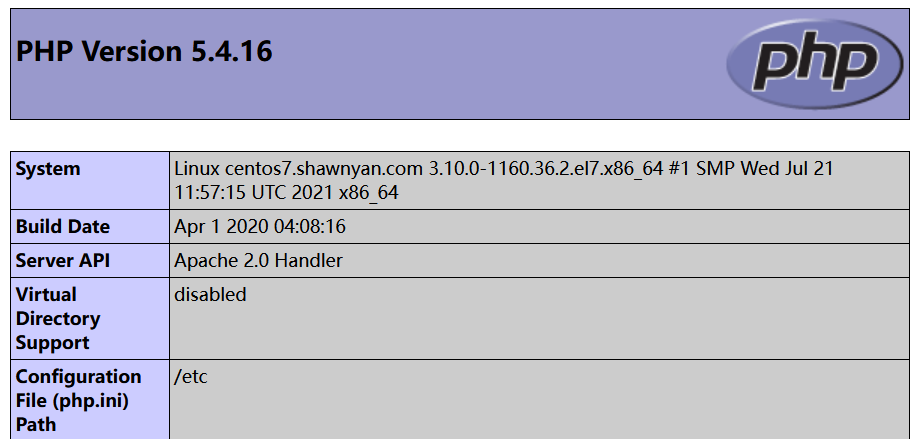 PHP Version 5.4.16
php
System
Linux centos7.shawnyan.com 3.10.0-1160.36.2.el7.x86_64 #1 SMP Wed Jul 21
11:57:15 UTC 2021 x86_64
Build Date
Apr 1 2020 04:08:16
Server API
Apache 2.0 Handler
Virtual
Directory
Support
disabled
Configuration
File (php.ini)
Path
/etc